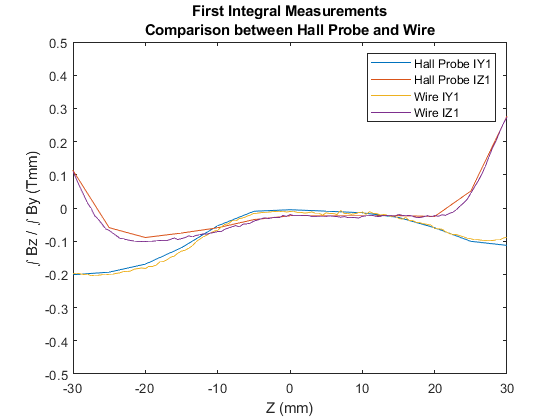 First Integral Measurements
Comparison between Hall Probe and Wire
Hall Probe IY1
Hall Probe IZ1
Wire IY1
Wire IZ1
∫ Bz / ∫ By (Tmm)
0.5
0.4
0.3
0.2
0.1
0
-0.1
-0.2
-0.3
-0.4
-0.5
-30
-20
-10
0
10
20
30
Z (mm)